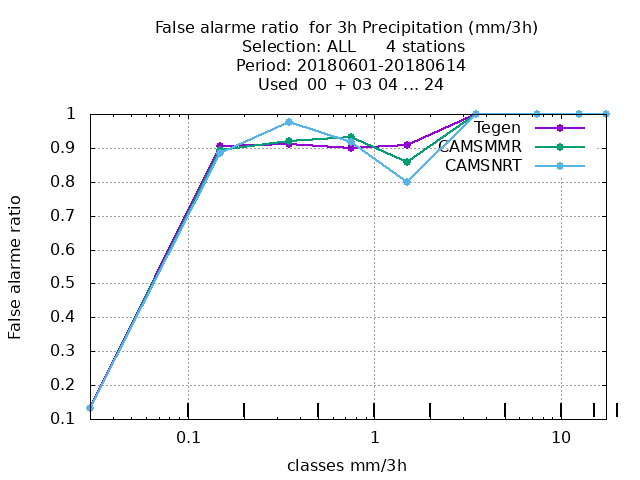 False alarme ratio  for 3h Precipitation (mm/3h)
Selection: ALL      4 stations
Period: 20180601-20180614
Used  00  + 03 04 ... 24
1
0.9
0.8
0.7
0.6
0.5
0.4
0.3
0.2
0.1
False alarme ratio
Tegen
CAMSMMR
CAMSNRT
0.1
1
10
classes mm/3h